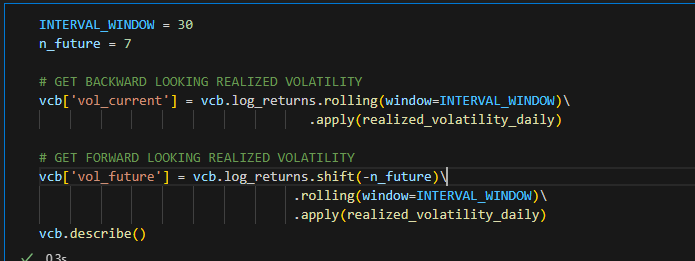 INTERVAL_WINDOW = 30
n_future = 7
# GET BACKWARD LOOKING REALIZED VOLATILITY
vcb['vol_current'] = vcb.log_returns.rolling(window=INTERVAL_WINDOW)\
.apply(realized_volatility_daily)
# GET FORWARD LOOKING REALIZED VOLATILITY
vcb['vol_future'] = vcb.log_returns.shift(-n_future)\
.rolling(window=INTERVAL_WINDOW)\
.apply(realized_volatility_daily)
vcb.describe()
✓ 0.3s